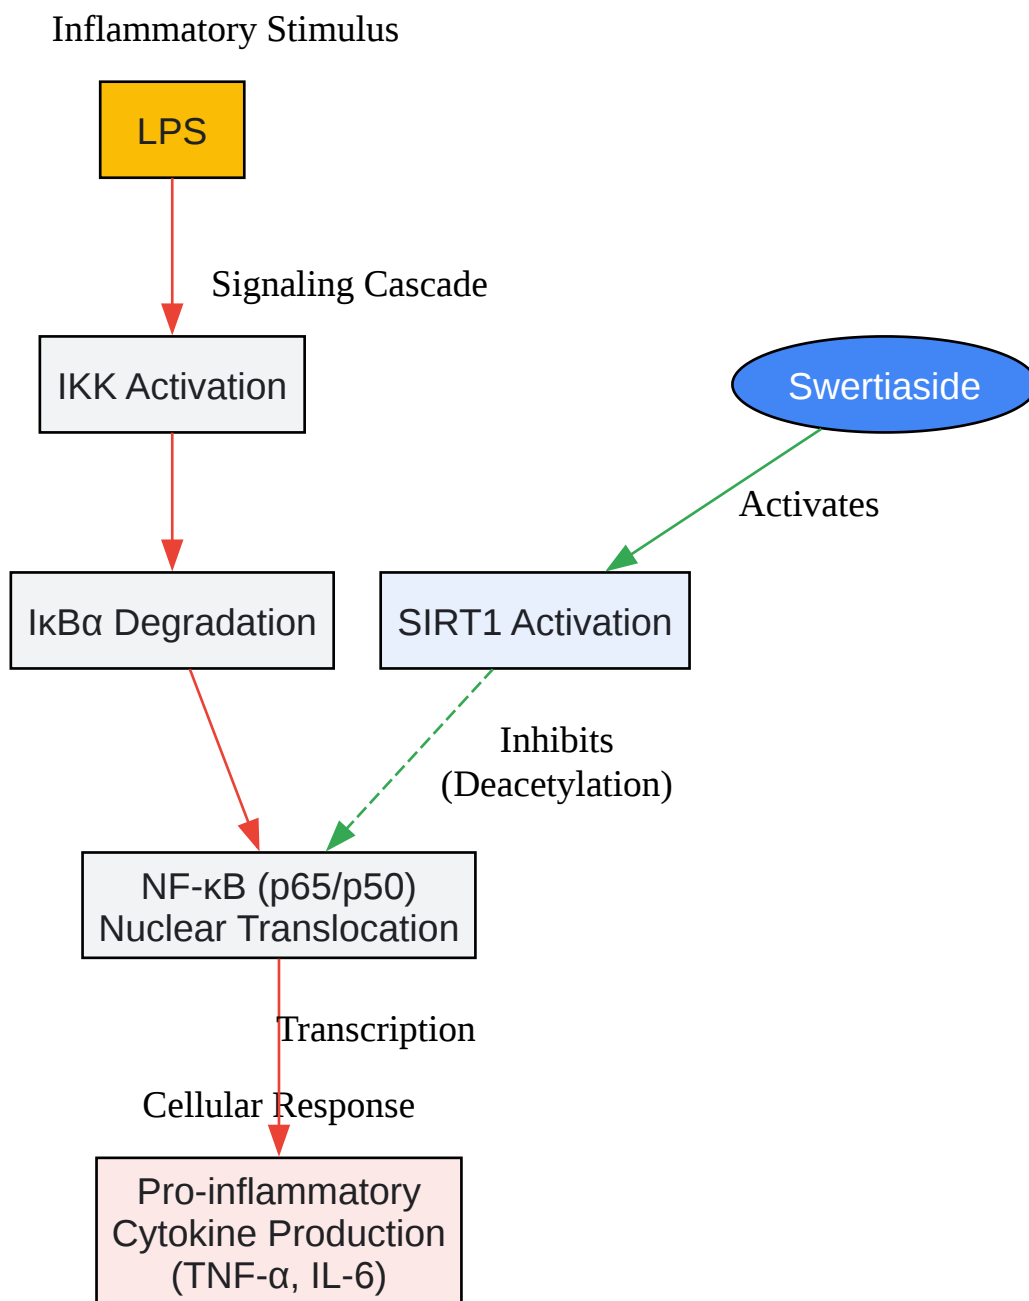 Inflammatory Stimulus
LPS
Signaling Cascade
IKK Activation
Swertiaside
Activates
IκBα Degradation
SIRT1 Activation
Inhibits
(Deacetylation)
NF-κB (p65/p50)
Nuclear Translocation
Transcription
Cellular Response
Pro-inflammatory
Cytokine Production
(TNF-α, IL-6)